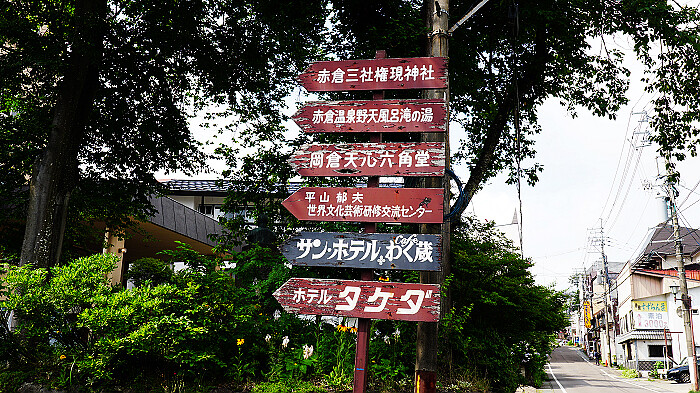 赤倉三社権現神社
赤倉温泉野天風呂滝の湯
岡倉天心六角堂
平山 郁夫
世界文化芸術研修交流センター
サン・ホテル Cafe わく蔵
ホテル タケダ
素泊